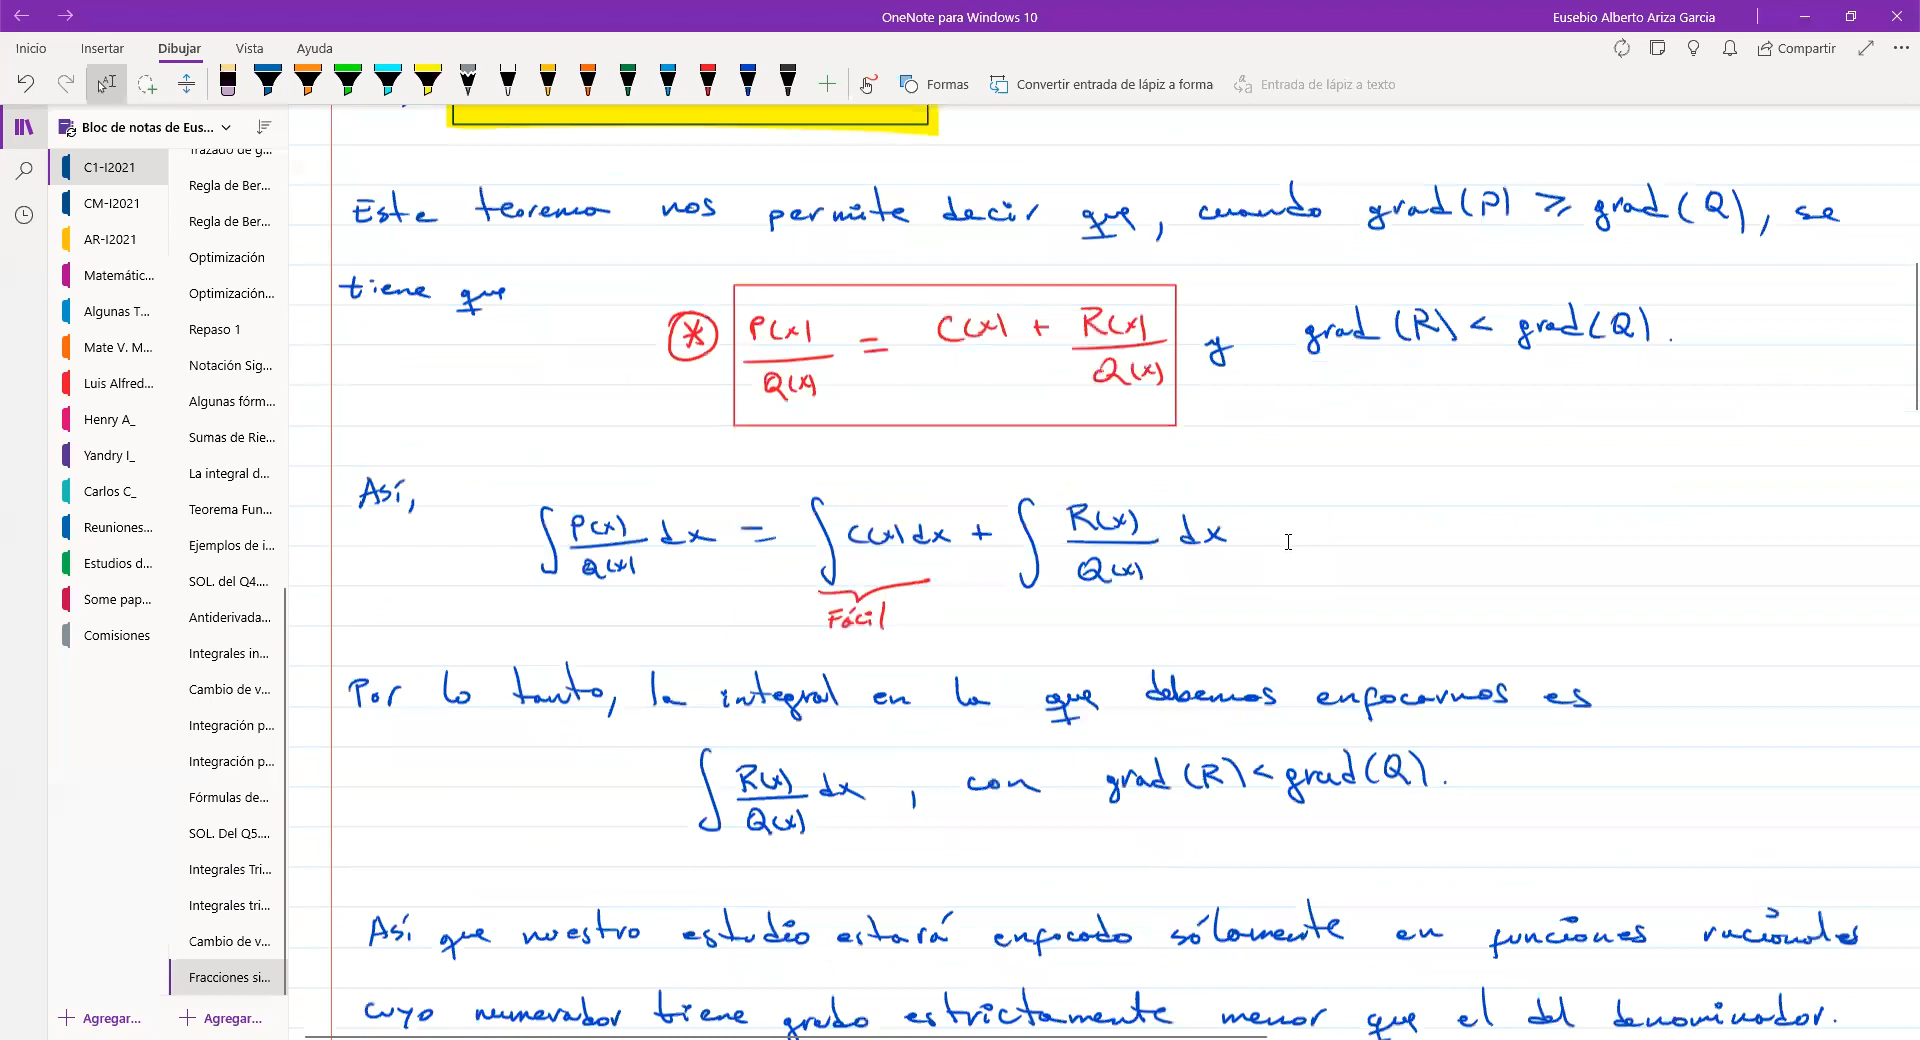 OneNote para Windows 10
Eusebio Alberto Ariza Garcia
Inicio
Insertar
Dibujar
Vista
Ayuda
Compartir
Formas
Convertir entrada de lápiz a forma
Entrada de lápiz a texto
Bloc de notas de Eus...
C1-I2021
CM-I2021
AR-I2021
Matemátic...
Algunas T...
Mate V. M...
Luis Alfred...
Henry A_
Yandry I_
Carlos C_
Reuniones...
Estudios d...
Some pap...
Comisiones
Agregar...
Trazado de g...
Regla de Ber...
Regla de Ber...
Optimización
Optimización...
Repaso 1
Notación Sig...
Algunas fórm...
Sumas de Rie...
La integral d...
Teorema Fun...
Ejemplos de i...
SOL. del Q4....
Antiderivada...
Integrales in...
Cambio de v...
Integración p...
Integración p...
Fórmulas de...
SOL. Del Q5....
Integrales Tri...
Integrales tri...
Cambio de v...
Fracciones si...
Agregar...
Este teorema nos permite decir que, cuando grad(P) ≥ grad(Q), se
tiene que
* P(x)/Q(x) = C(x) + R(x)/Q(x) y grad(R) < grad(Q).
Así,
∫ P(x)/Q(x) dx = ∫ C(x) dx + ∫ R(x)/Q(x) dx
Fácil
Por lo tanto, la integral en la que debemos enfocarnos es
∫ R(x)/Q(x) dx, con grad(R) < grad(Q).
Así que nuestro estudio estará enfocado sólamente en funciones racionales
cuyo numerador tiene grado estrictamente menor que el del denominador.